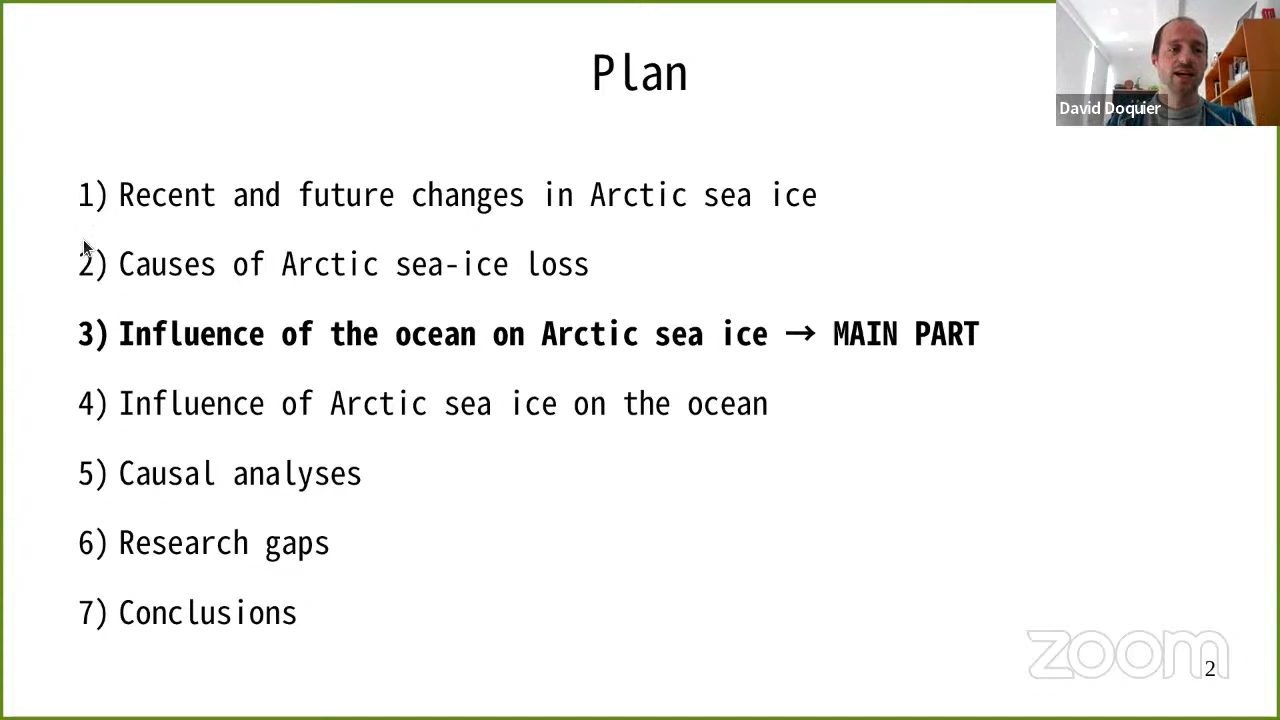 Plan
David Doquier
1) Recent and future changes in Arctic sea ice
2) Causes of Arctic sea-ice loss
3) Influence of the ocean on Arctic sea ice → MAIN PART
4) Influence of Arctic sea ice on the ocean
5) Causal analyses
6) Research gaps
7) Conclusions
zoom
2